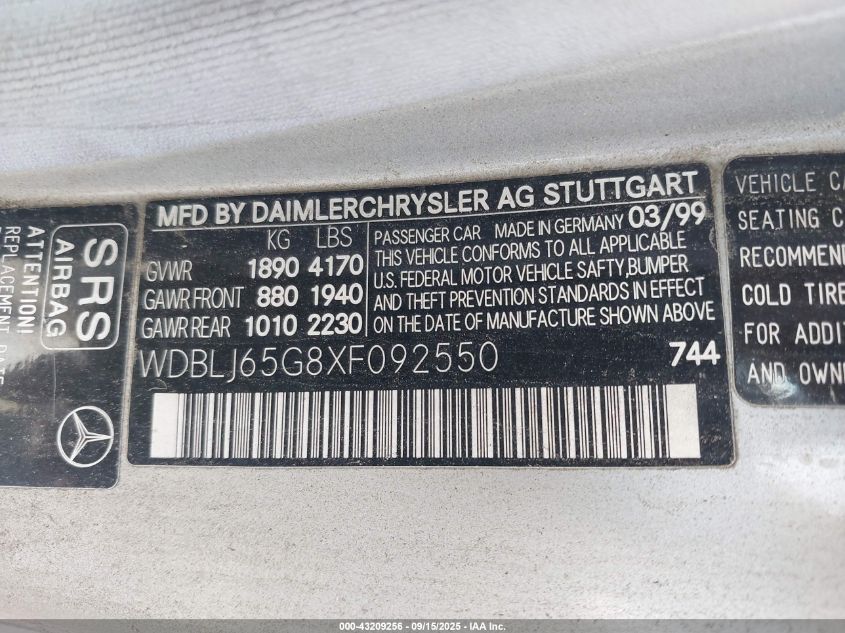 SRS
AIRBAG
ATTENTION!
REPLACEMENT DATE
MFD BY DAIMLERCHRYSLER AG STUTTGART
KG LBS
GVWR 1890 4170
GAWR FRONT 880 1940
GAWR REAR 1010 2230
PASSENGER CAR MADE IN GERMANY 03/99
THIS VEHICLE CONFORMS TO ALL APPLICABLE
U.S. FEDERAL MOTOR VEHICLE SAFTY,BUMPER
AND THEFT PREVENTION STANDARDS IN EFFECT
ON THE DATE OF MANUFACTURE SHOWN ABOVE
WDBLJ65G8XF092550 744
VEHICLE CA
SEATING C
RECOMMEN
COLD TIRE
FOR ADDI
AND OWN
000-43209256 - 09/15/2025 - IAA Inc.